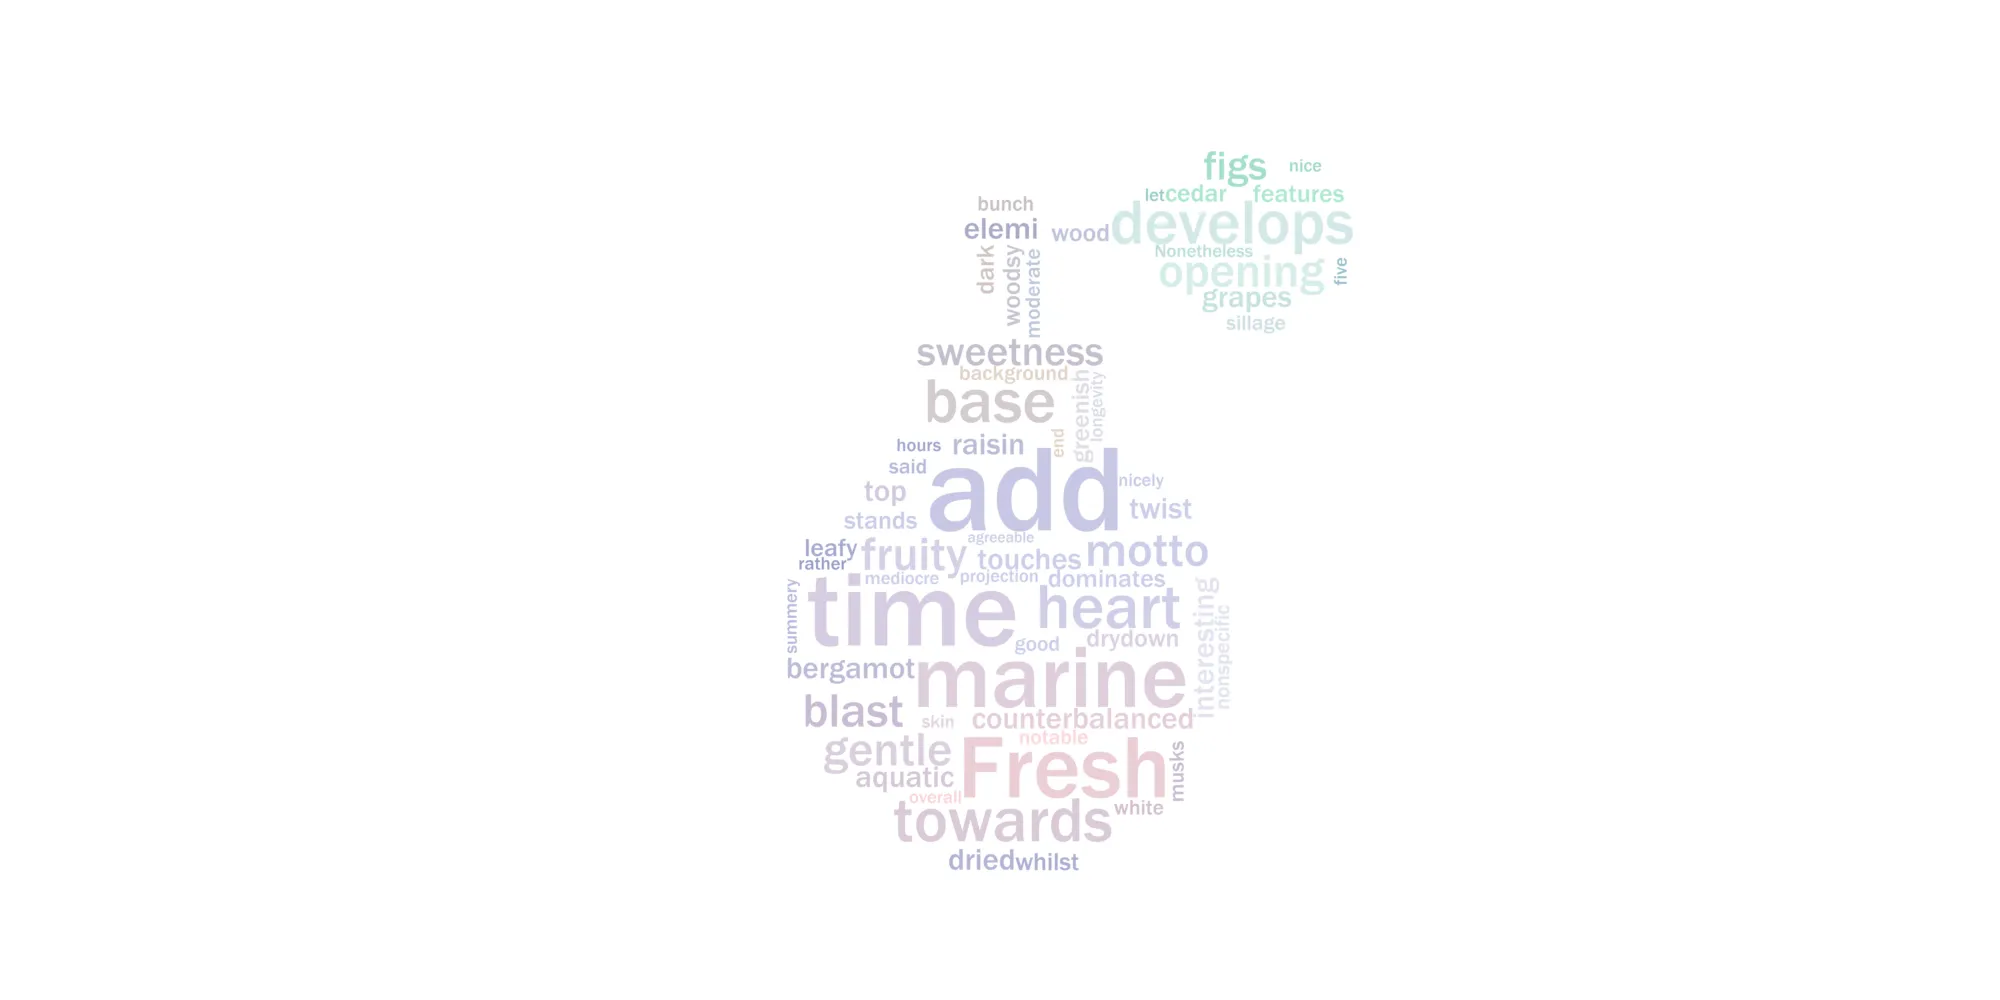 figs nice
let cedar features
bunch
develops
elemi wood
Nonetheless
dark woodsy moderate
opening five
grapes
sillage
sweetness
background
base greenish longevity
hours raisin end
said
add nicely
top twist
stands
agreeable
leafy fruity touches motto
rather
mediocre projection dominates
summery time heart interesting nonspecific
good drydown
bergamot marine
blast skin counterbalanced
notable
gentle Fresh musks
aquatic
overall
towards white
dried whilst